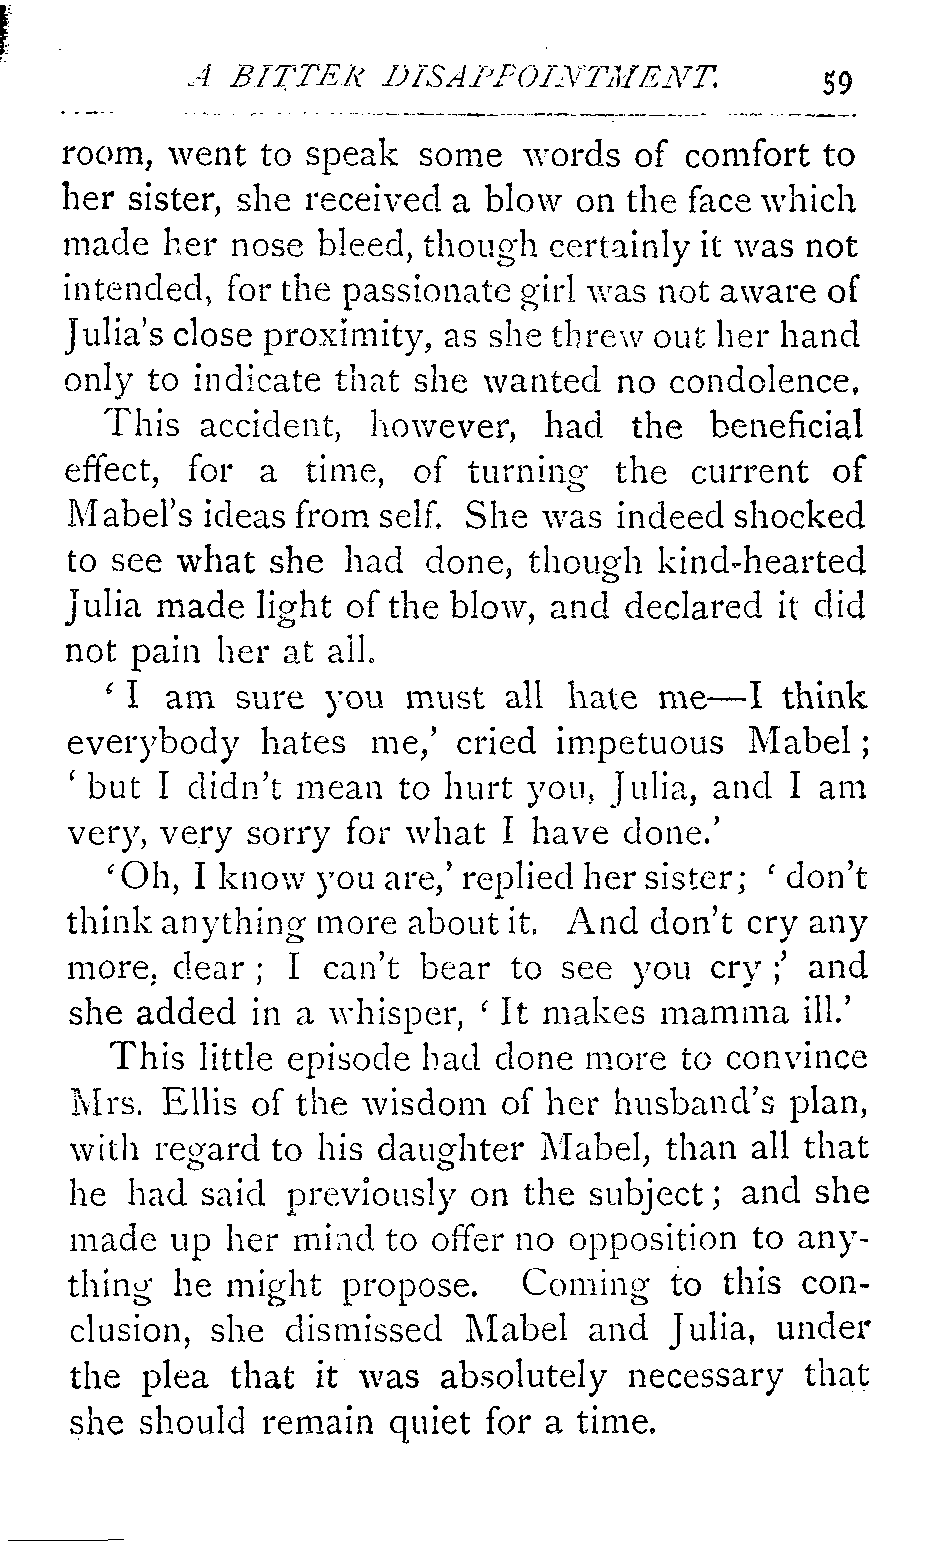 A BITTER DISAPPOINTMENT. 59
room, went to speak some words of comfort to
her sister, she received a blow on the face which
made her nose bleed, though certainly it was not
intended, for the passionate girl was not aware of
Julia's close proximity, as she threw out her hand
only to indicate that she wanted no condolence.
This accident, however, had the beneficial
effect, for a time, of turning the current of
Mabel's ideas from self. She was indeed shocked
to see what she had done, though kind-hearted
Julia made light of the blow, and declared it did
not pain her at all.
‘I am sure you must all hate me—I think
everybody hates me,’ cried impetuous Mabel;
‘but I didn't mean to hurt you, Julia, and I am
very, very sorry for what I have done.’
‘Oh, I know you are,’ replied her sister; ‘don't
think anything more about it. And don't cry any
more, dear; I can't bear to see you cry;’ and
she added in a whisper, ‘It makes mamma ill.’
This little episode had done more to convince
Mrs. Ellis of the wisdom of her husband's plan,
with regard to his daughter Mabel, than all that
he had said previously on the subject; and she
made up her mind to offer no opposition to any-
thing he might propose. Coming to this con-
clusion, she dismissed Mabel and Julia, under
the plea that it was absolutely necessary that
she should remain quiet for a time.